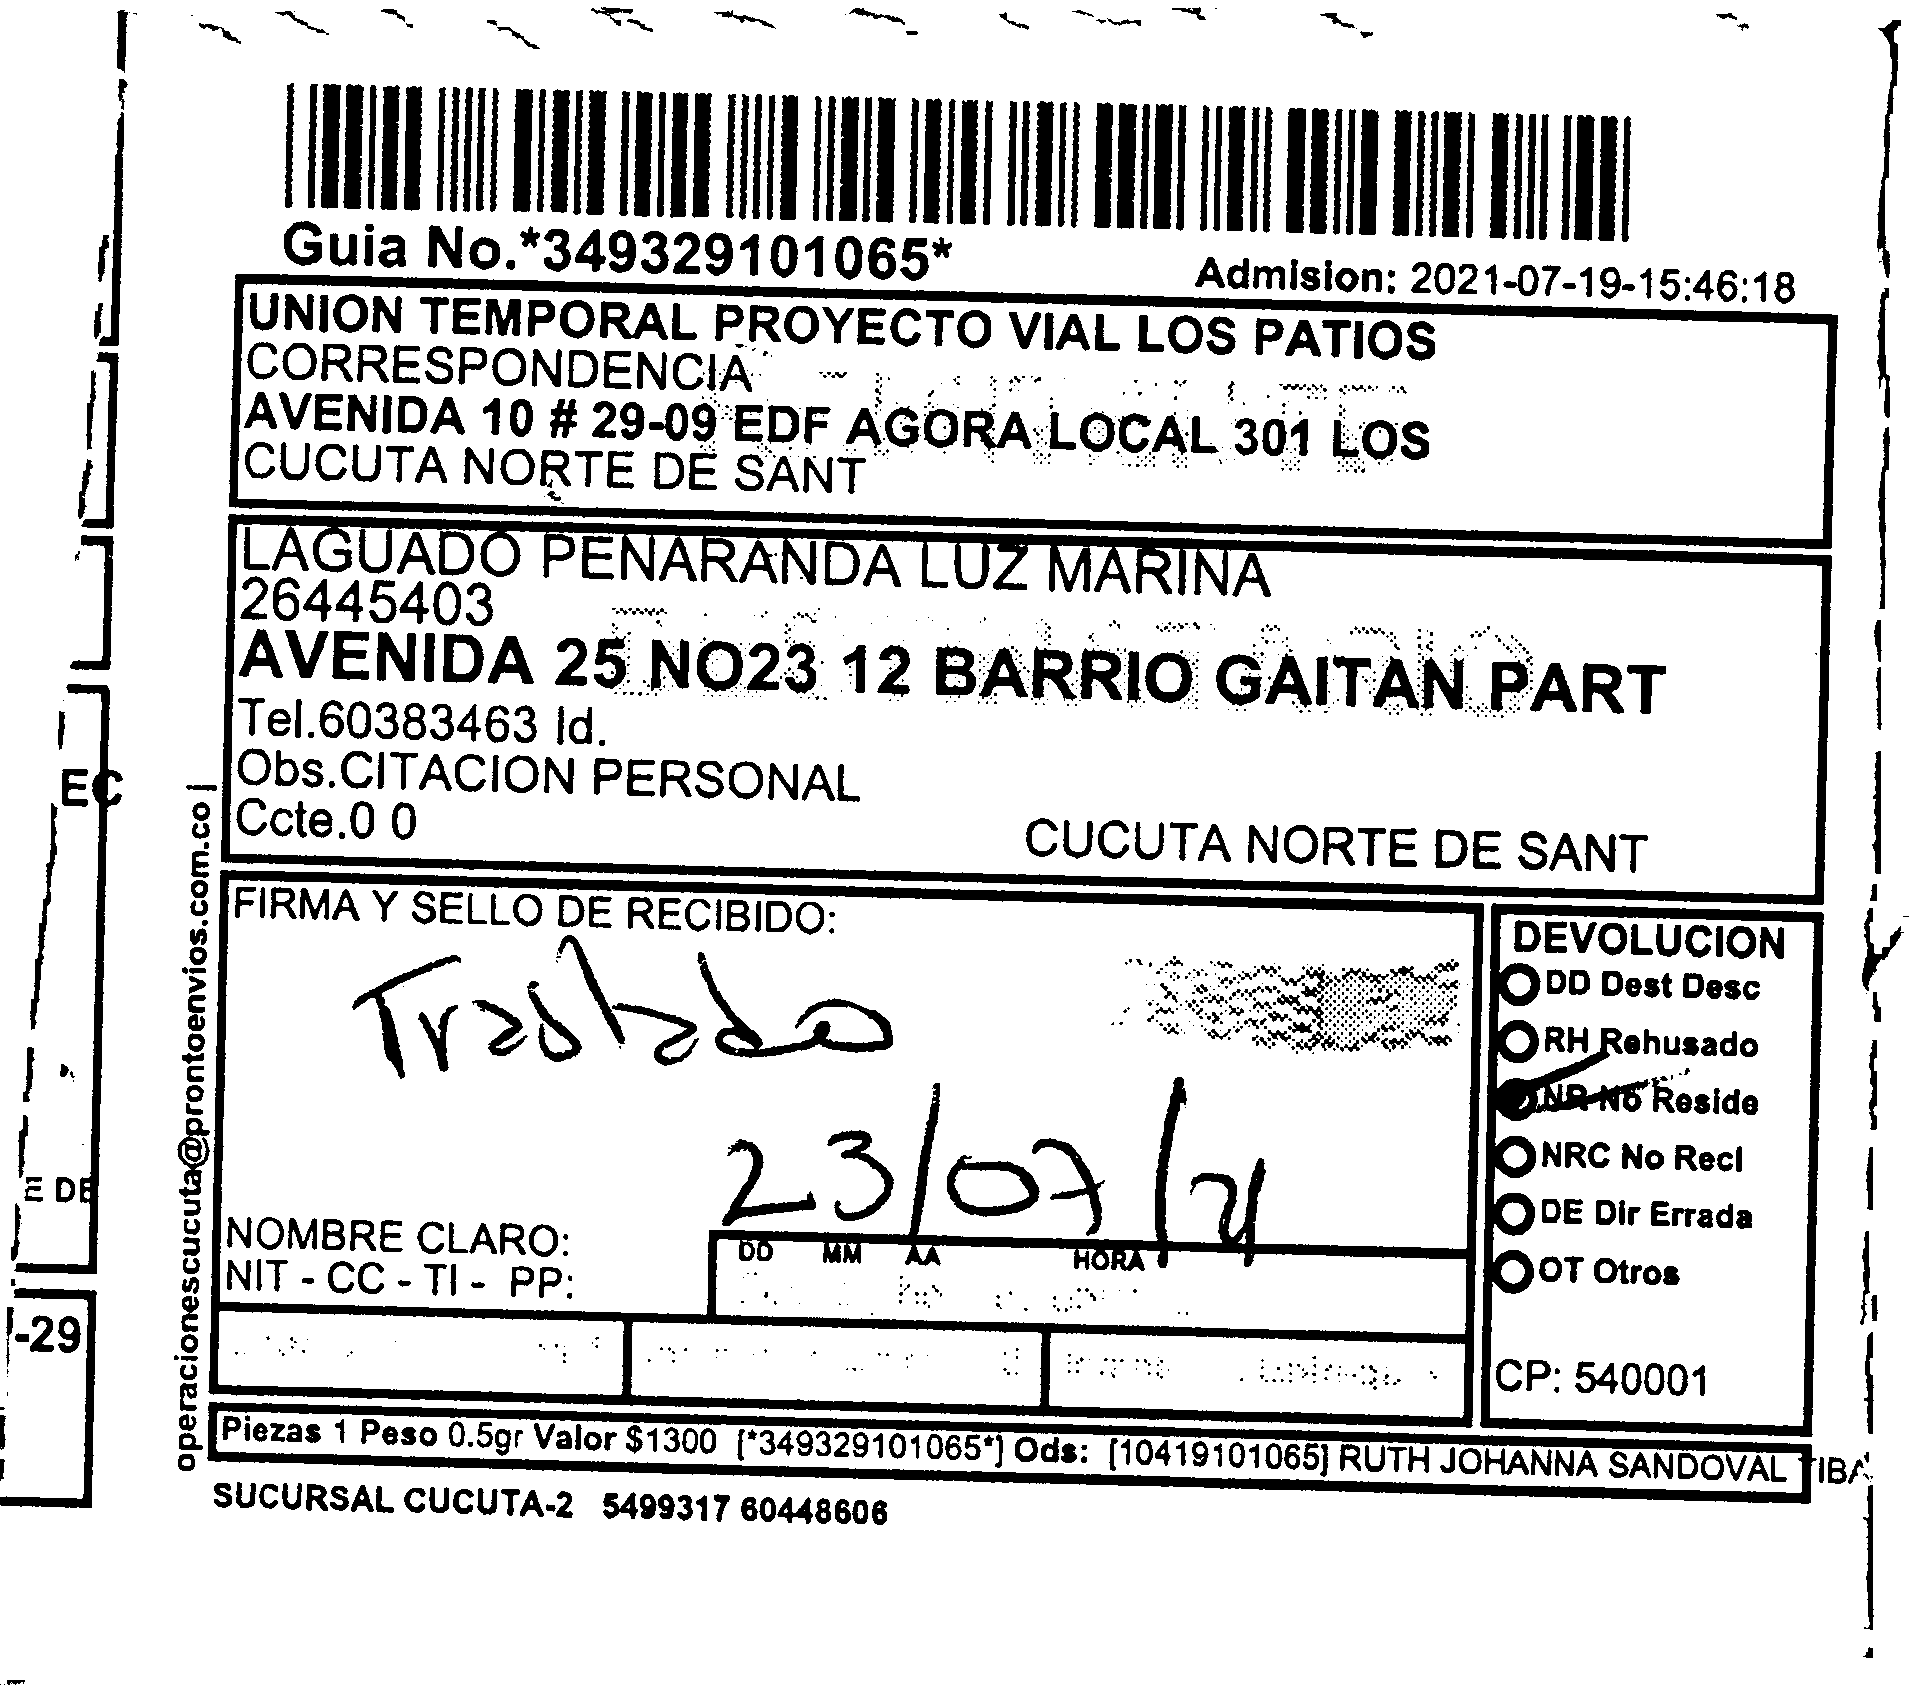 Guia No.*349329101065*
Admision: 2021-07-19-15:46:18
UNION TEMPORAL PROYECTO VIAL LOS PATIOS
CORRESPONDENCIA
AVENIDA 10 # 29-09 EDF AGORA LOCAL 301 LOS
CUCUTA NORTE DE SANT
LAGUADO PENARANDA LUZ MARINA
26445403
AVENIDA 25 NO23 12 BARRIO GAITAN PART
Tel.60383463 Id.
Obs.CITACION PERSONAL
Ccte.0 0
CUCUTA NORTE DE SANT
FIRMA Y SELLO DE RECIBIDO:
Traslado
23/07/21
NOMBRE CLARO:
NIT - CC - TI - PP:
DD MM AA HORA
DEVOLUCION
DD Dest Desc
RH Rehusado
NR No Reside
NRC No Recl
DE Dir Errada
OT Otros
CP: 540001
Piezas 1 Peso 0.5gr Valor $1300 [*349329101065*] Ods: [10419101065] RUTH JOHANNA SANDOVAL TIBA
SUCURSAL CUCUTA-2 5499317 60448606
operacionescucuta@prontoenvios.com.co |
EC
DE
-29